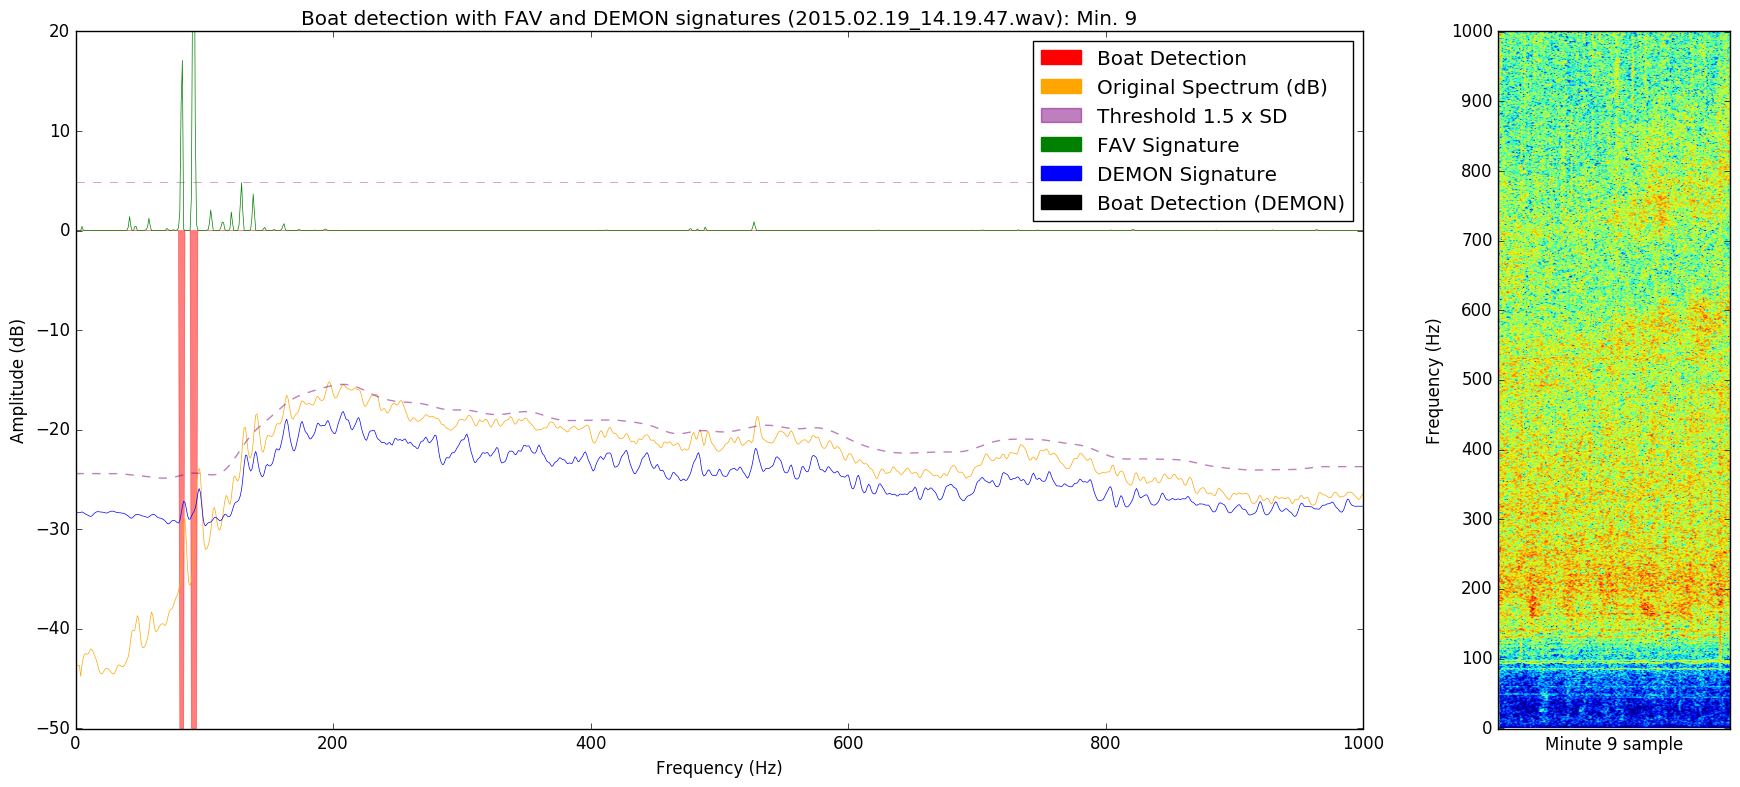 Boat detection with FAV and DEMON signatures (2015.02.19_14.19.47.wav): Min. 9
Boat Detection
Original Spectrum (dB)
Threshold 1.5 x SD
FAV Signature
DEMON Signature
Boat Detection (DEMON)
Amplitude (dB)
20
10
0
−10
−20
−30
−40
−50
0 200 400 600 800 1000
Frequency (Hz)
Frequency (Hz)
1000
900
800
700
600
500
400
300
200
100
0
Minute 9 sample